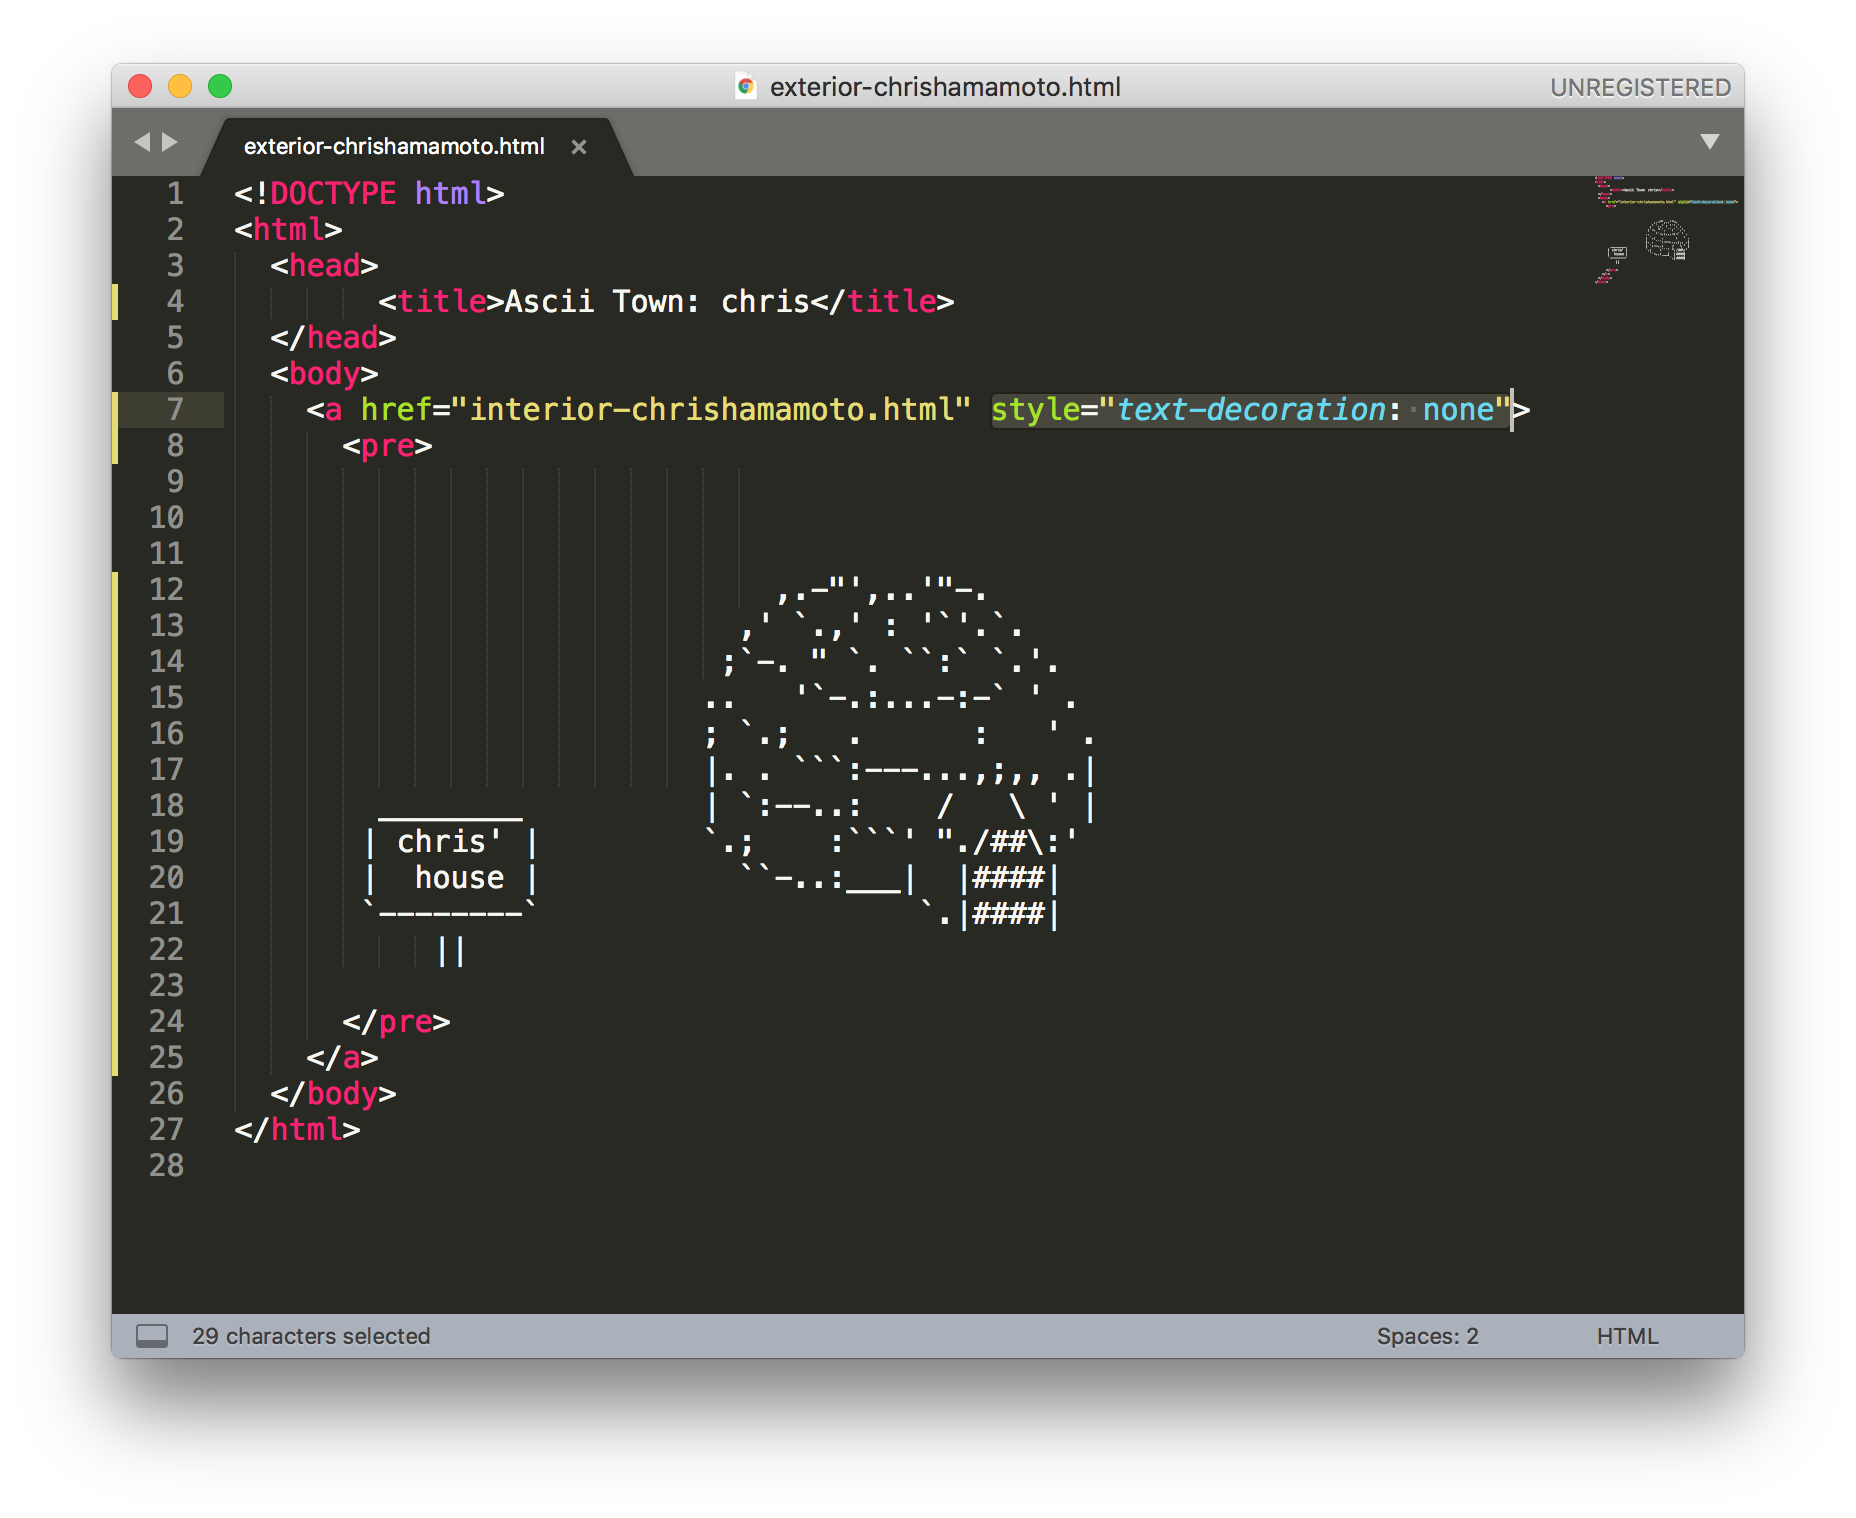 exterior-chrishamamoto.html
UNREGISTERED
exterior-chrishamamoto.html ×
1 <!DOCTYPE html>
2 <html>
3   <head>
4         <title>Ascii Town: chris</title>
5   </head>
6   <body>
7     <a href="interior-chrishamamoto.html" style="text-decoration: none">
8       <pre>
9
10
11
12                               ,.-"',..'"-.
13                             ,' `.,' : '`'.`.
14                            ;`-. " `. ``:` `.'.
15                           ..   '`-.:...-:-` ' .
16                           ; `.;   .      :   ' .
17                           |. . ```:---...,;,, .|
18         ________          | `:--..:    /   \ ' |
19        | chris' |         `.;    :```' "./##\:'
20        |  house |           ``-..:___|  |####|
21        `--------`                     `.|####|
22            ||
23
24       </pre>
25     </a>
26   </body>
27 </html>
28
29 characters selected
Spaces: 2
HTML